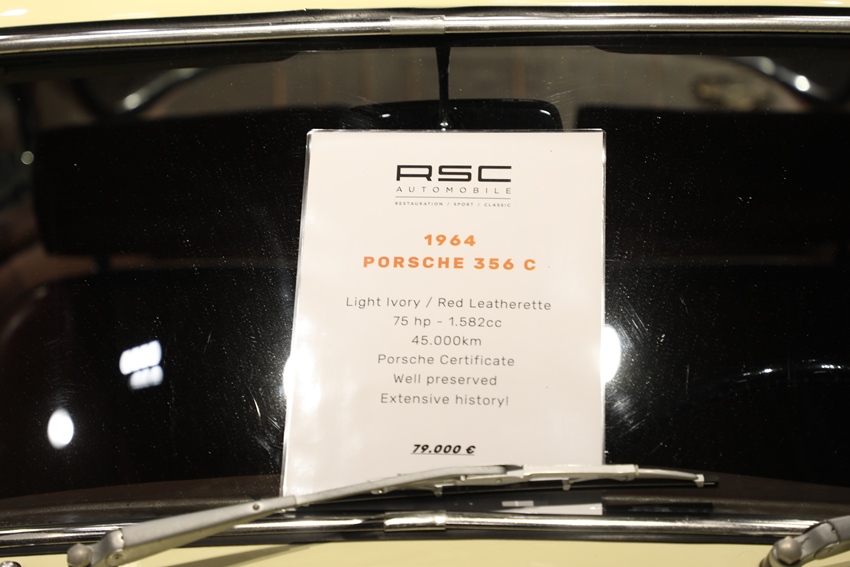 RSC
AUTOMOBILE
RESTAURATION / SPORT / CLASSIC
1964
PORSCHE 356 C
Light Ivory / Red Leatherette
75 hp - 1.582cc
45.000km
Porsche Certificate
Well preserved
Extensive history!
79.000 €